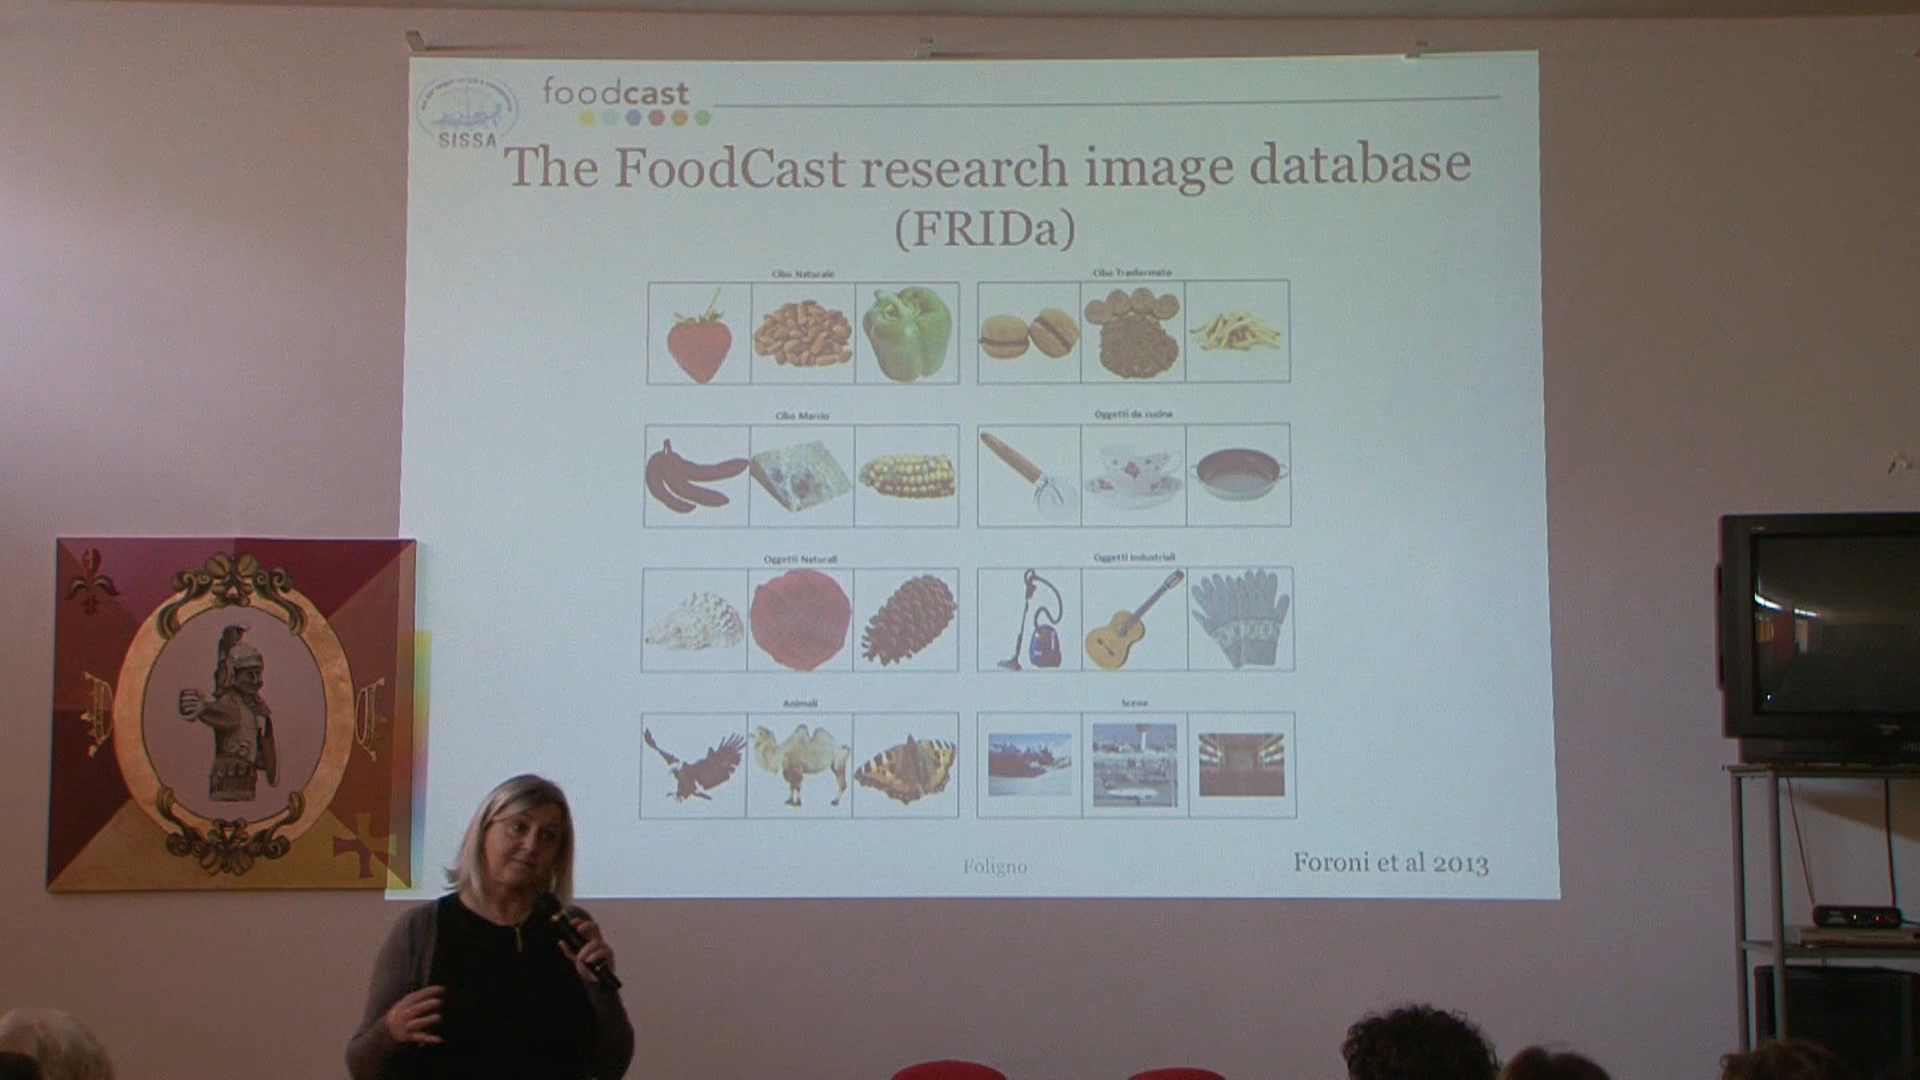 foodcast
SISSA
The FoodCast research image database
(FRIDa)
Cibo Naturale
Cibo Trasformato
Cibo Marcio
Oggetti da cucina
Oggetti Naturali
Oggetti Industriali
Animali
Scene
Foligno
Foroni et al 2013